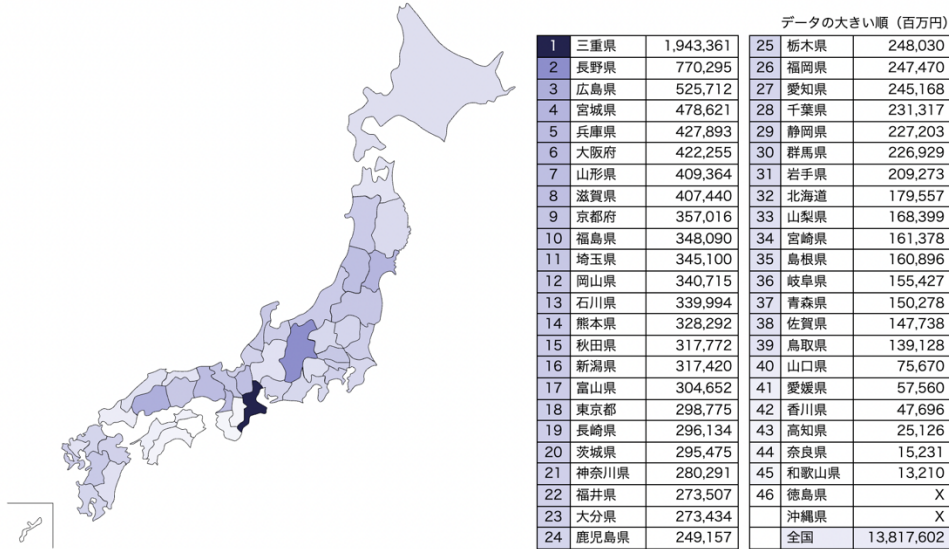 データの大きい順（百万円）
1 三重県 1,943,361
2 長野県 770,295
3 広島県 525,712
4 宮城県 478,621
5 兵庫県 427,893
6 大阪府 422,255
7 山形県 409,364
8 滋賀県 407,440
9 京都府 357,016
10 福島県 348,090
11 埼玉県 345,100
12 岡山県 340,715
13 石川県 339,994
14 熊本県 328,292
15 秋田県 317,772
16 新潟県 317,420
17 富山県 304,652
18 東京都 298,775
19 長崎県 296,134
20 茨城県 295,475
21 神奈川県 280,291
22 福井県 273,507
23 大分県 273,434
24 鹿児島県 249,157
25 栃木県 248,030
26 福岡県 247,470
27 愛知県 245,168
28 千葉県 231,317
29 静岡県 227,203
30 群馬県 226,929
31 岩手県 209,273
32 北海道 179,557
33 山梨県 168,399
34 宮崎県 161,378
35 島根県 160,896
36 岐阜県 155,427
37 青森県 150,278
38 佐賀県 147,738
39 鳥取県 139,128
40 山口県 75,670
41 愛媛県 57,560
42 香川県 47,696
43 高知県 25,126
44 奈良県 15,231
45 和歌山県 13,210
46 徳島県 X
沖縄県 X
全国 13,817,602